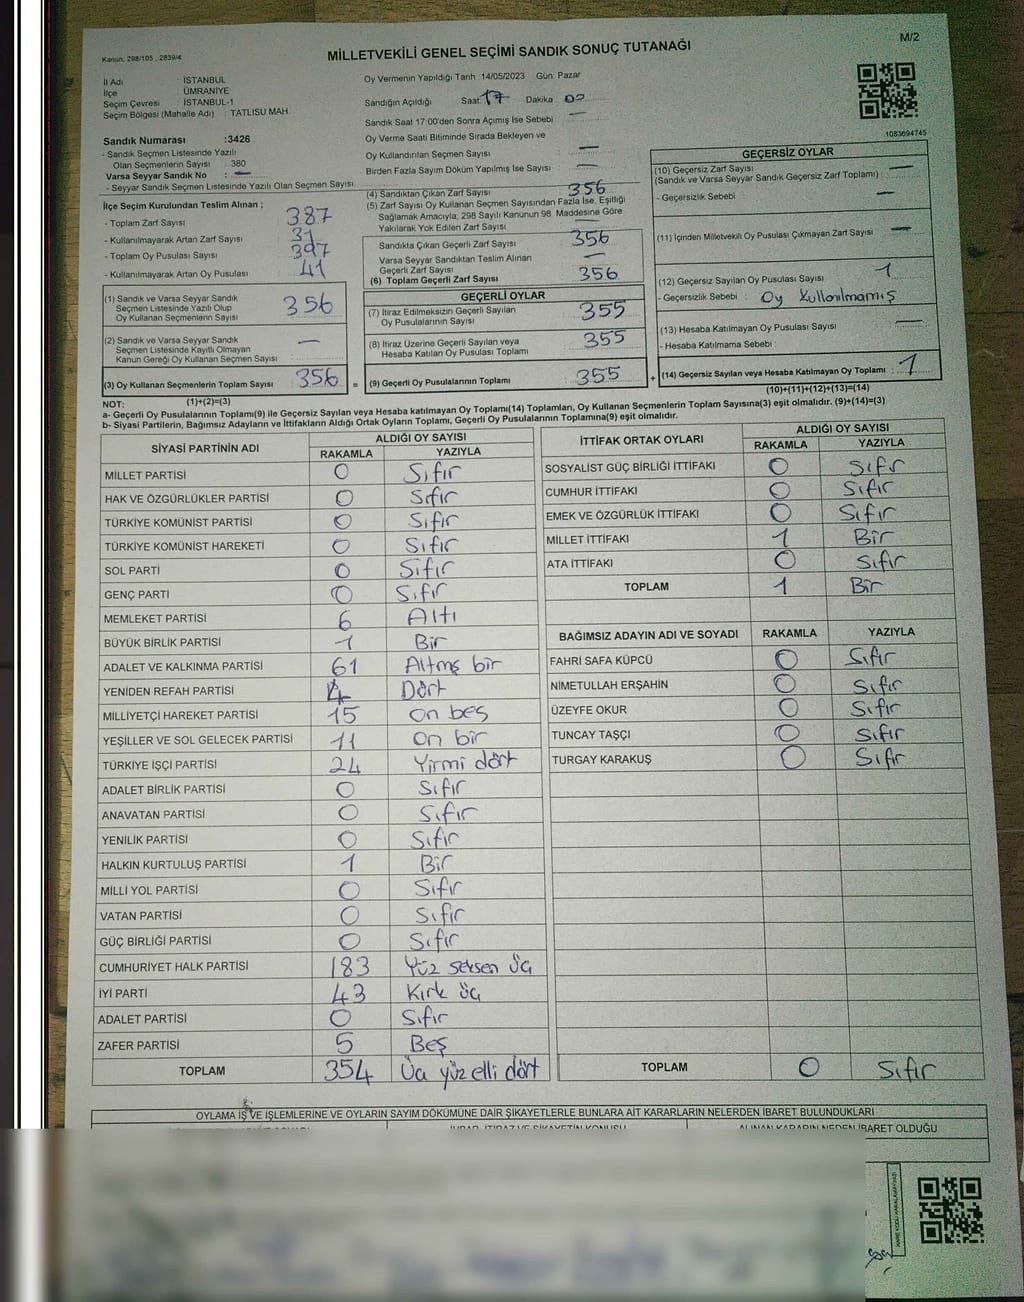 Kanun: 298/105 , 2839/4
MİLLETVEKİLİ GENEL SEÇİMİ SANDIK SONUÇ TUTANAĞI
M/2
İl Adı : İSTANBUL
İlçe : ÜMRANİYE
Seçim Çevresi : İSTANBUL-1
Seçim Bölgesi (Mahalle Adı) : TATLISU MAH.
Sandık Numarası :3426
- Sandık Seçmen Listesinde Yazılı
Olan Seçmenlerin Sayısı : 380
Varsa Seyyar Sandık No : —
- Seyyar Sandık Seçmen Listesinde Yazılı Olan Seçmen Sayısı
Oy Vermenin Yapıldığı Tarih :14/05/2023 Gün: Pazar
Sandığın Açıldığı Saat: 17 Dakika 00
Sandık Saat 17:00'den Sonra Açımış İse Sebebi —
Oy Verme Saati Bitiminde Sırada Bekleyen ve
Oy Kullandırılan Seçmen Sayısı —
Birden Fazla Sayım Döküm Yapılmış İse Sayısı —
1083694745
İlçe Seçim Kurulundan Teslim Alınan ;
- Toplam Zarf Sayısı 387
- Kullanılmayarak Artan Zarf Sayısı 31
- Toplam Oy Pusulası Sayısı 397
- Kullanılmayarak Artan Oy Pusulası 41
(1) Sandık ve Varsa Seyyar Sandık
Seçmen Listesinde Yazılı Olup
Oy Kullanan Seçmenlerin Sayısı 356
(2) Sandık ve Varsa Seyyar Sandık
Seçmen Listesinde Kayıtlı Olmayan
Kanun Gereği Oy Kullanan Seçmen Sayısı —
(3) Oy Kullanan Seçmenlerin Toplam Sayısı 356 =
(1)+(2)=(3)
(4) Sandıktan Çıkan Zarf Sayısı 356
(5) Zarf Sayısı Oy Kullanan Seçmen Sayısından Fazla İse, Eşitliği
Sağlamak Amacıyla; 298 Sayılı Kanunun 98 Maddesine Göre
Yakılarak Yok Edilen Zarf Sayısı —
Sandıkta Çıkan Geçerli Zarf Sayısı 356
Varsa Seyyar Sandıktan Teslim Alınan
Geçerli Zarf Sayısı —
(6) Toplam Geçerli Zarf Sayısı 356
GEÇERLİ OYLAR
(7) İtiraz Edilmeksizin Geçerli Sayılan
Oy Pusulalarının Sayısı 355
(8) İtiraz Üzerine Geçerli Sayılan veya
Hesaba Katılan Oy Pusulası Toplamı 355
(9) Geçerli Oy Pusulalarının Toplamı 355 +
GEÇERSİZ OYLAR
(10) Geçersiz Zarf Sayısı —
(Sandık ve Varsa Seyyar Sandık Geçersiz Zarf Toplamı)
- Geçersizlik Sebebi : —
(11) İçinden Milletvekili Oy Pusulası Çıkmayan Zarf Sayısı —
(12) Geçersiz Sayılan Oy Pusulası Sayısı 1
- Geçersizlik Sebebi : Oy kullanılmamış
(13) Hesaba Katılmayan Oy Pusulası Sayısı —
- Hesaba Katılmama Sebebi :
(14) Geçersiz Sayılan veya Hesaba Katılmayan Oy Toplamı : 1
(10)+(11)+(12)+(13)=(14)
NOT:
a- Geçerli Oy Pusulalarının Toplamı(9) ile Geçersiz Sayılan veya Hesaba katılmayan Oy Toplamı(14) Toplamları, Oy Kullanan Seçmenlerin Toplam Sayısına(3) eşit olmalıdır. (9)+(14)=(3)
b- Siyasi Partilerin, Bağımsız Adayların ve İttifakların Aldığı Ortak Oyların Toplamı, Geçerli Oy Pusulalarının Toplamına(9) eşit olmalıdır.
SİYASİ PARTİNİN ADI ALDIĞI OY SAYISI
RAKAMLA YAZIYLA
MİLLET PARTİSİ 0 Sıfır
HAK VE ÖZGÜRLÜKLER PARTİSİ 0 Sıfır
TÜRKİYE KOMÜNİST PARTİSİ 0 Sıfır
TÜRKİYE KOMÜNİST HAREKETİ 0 Sıfır
SOL PARTİ 0 Sıfır
GENÇ PARTİ 0 Sıfır
MEMLEKET PARTİSİ 6 Altı
BÜYÜK BİRLİK PARTİSİ 1 Bir
ADALET VE KALKINMA PARTİSİ 61 Altmış bir
YENİDEN REFAH PARTİSİ 4 Dört
MİLLİYETÇİ HAREKET PARTİSİ 15 on beş
YEŞİLLER VE SOL GELECEK PARTİSİ 11 on bir
TÜRKİYE İŞÇİ PARTİSİ 24 Yirmi dört
ADALET BİRLİK PARTİSİ 0 Sıfır
ANAVATAN PARTİSİ 0 Sıfır
YENİLİK PARTİSİ 0 Sıfır
HALKIN KURTULUŞ PARTİSİ 1 Bir
MİLLİ YOL PARTİSİ 0 Sıfır
VATAN PARTİSİ 0 Sıfır
GÜÇ BİRLİĞİ PARTİSİ 0 Sıfır
CUMHURİYET HALK PARTİSİ 183 Yüz seksen üç
İYİ PARTİ 43 Kırk üç
ADALET PARTİSİ 0 Sıfır
ZAFER PARTİSİ 5 Beş
TOPLAM 354 Üç yüz elli dört
İTTİFAK ORTAK OYLARI ALDIĞI OY SAYISI
RAKAMLA YAZIYLA
SOSYALIST GÜÇ BİRLİĞİ İTTİFAKI 0 Sıfır
CUMHUR İTTİFAKI 0 Sıfır
EMEK VE ÖZGÜRLÜK İTTİFAKI 0 Sıfır
MİLLET İTTİFAKI 1 Bir
ATA İTTİFAKI 0 Sıfır
TOPLAM 1 Bir
BAĞIMSIZ ADAYIN ADI VE SOYADI RAKAMLA YAZIYLA
FAHRİ SAFA KÜPCÜ 0 Sıfır
NİMETULLAH ERŞAHİN 0 Sıfır
ÜZEYFE OKUR 0 Sıfır
TUNCAY TAŞÇI 0 Sıfır
TURGAY KARAKUŞ 0 Sıfır
TOPLAM 0 Sıfır
OYLAMA İŞ VE İŞLEMLERİNE VE OYLARIN SAYIM DÖKÜMÜNE DAİR ŞİKAYETLERLE BUNLARA AİT KARARLARIN NELERDEN İBARET BULUNDUKLARI
İHBAR, İTİRAZ VE ŞİKAYETİN KONUSU
ALINAN KARARIN NEDEN İBARET OLDUĞU